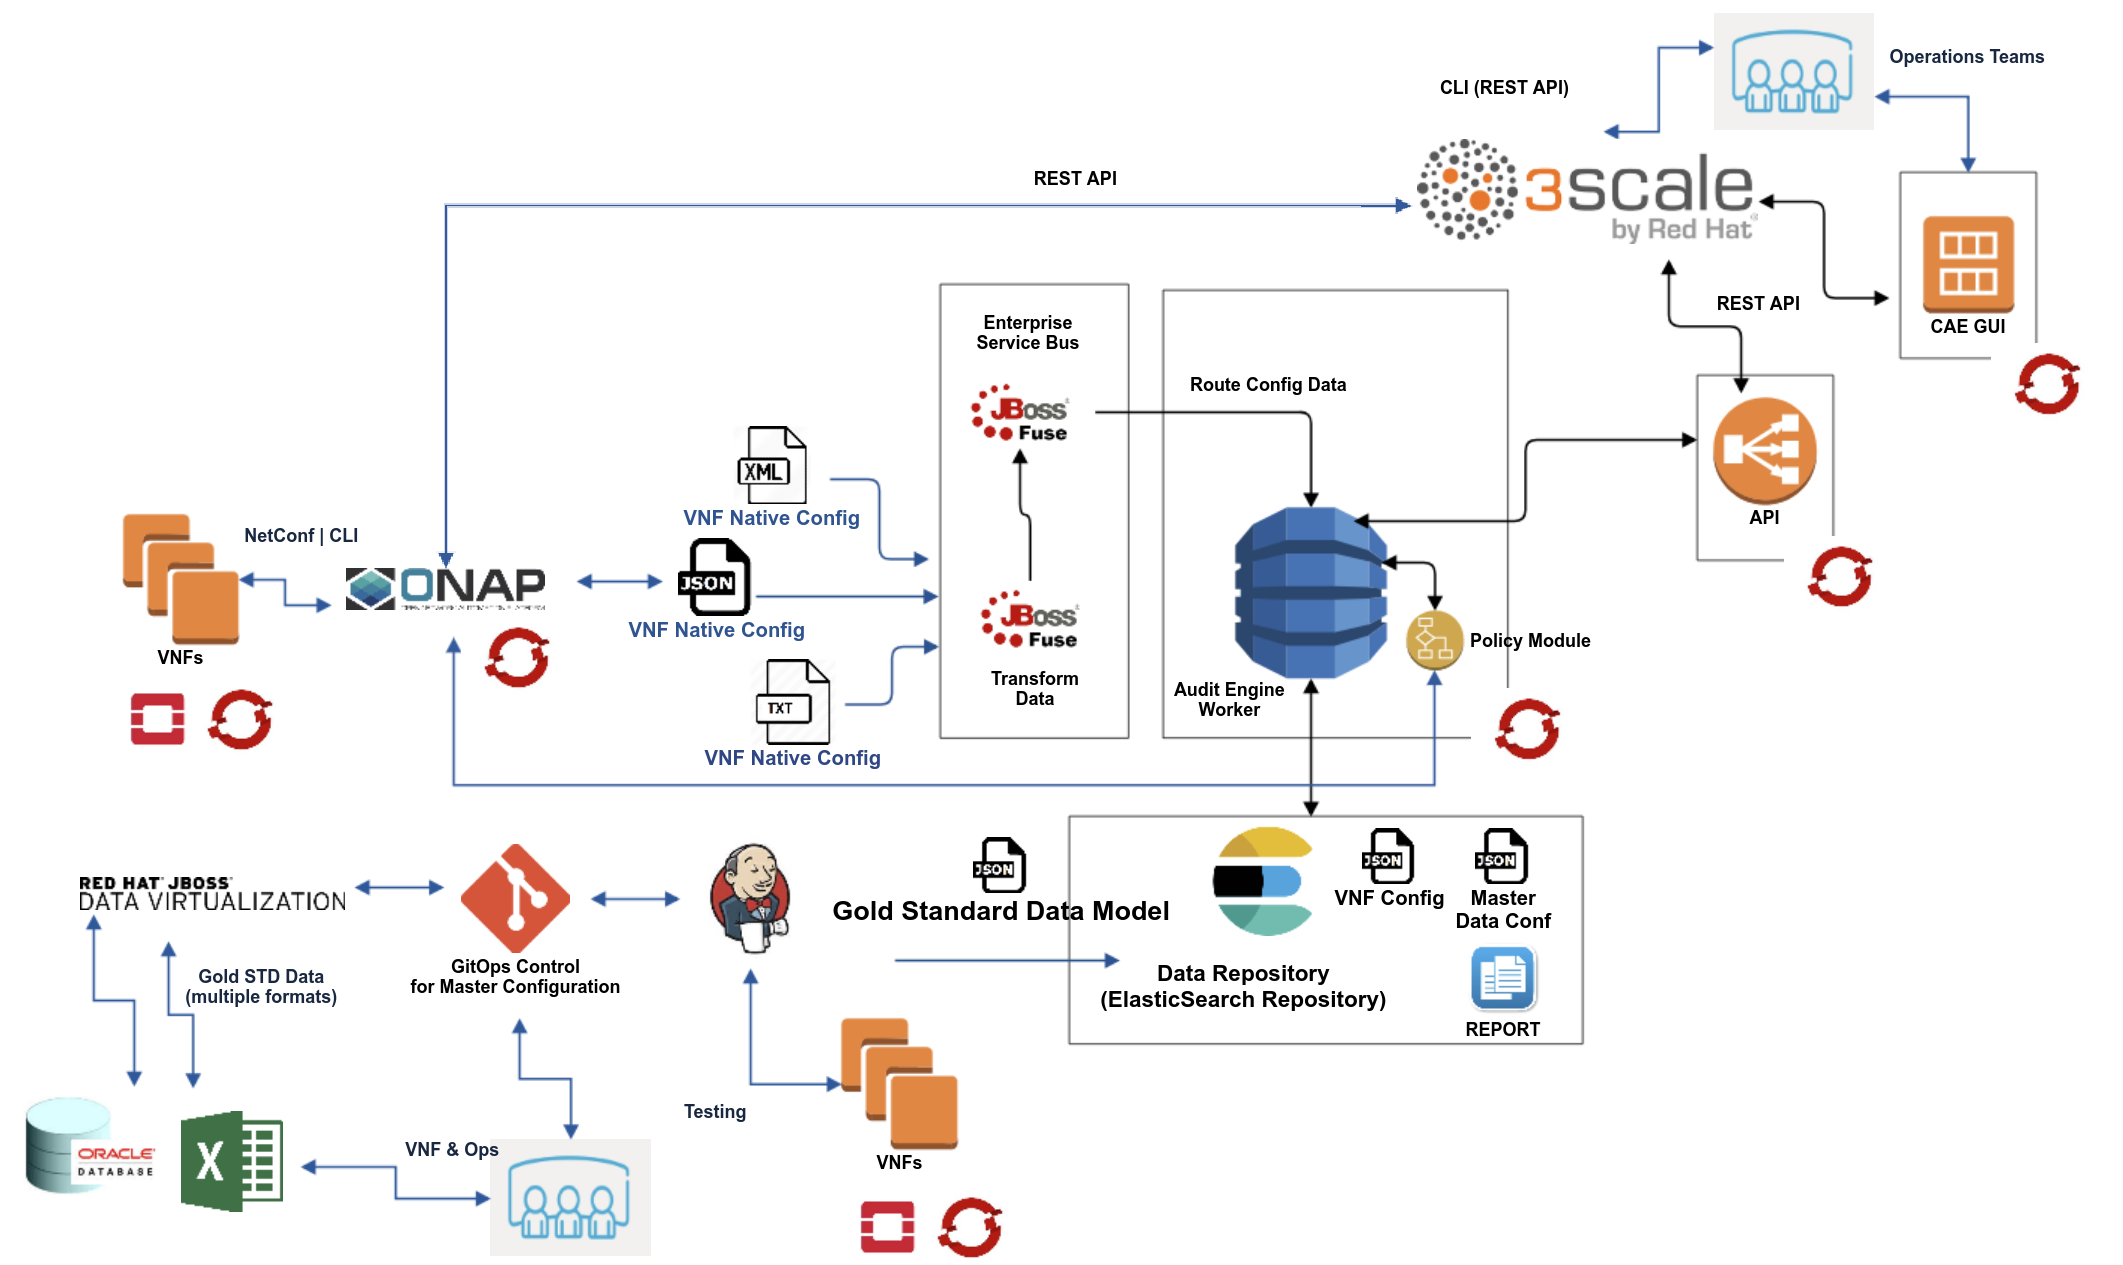 Operations Teams
CLI (REST API)
REST API
3scale
by Red Hat
REST API
CAE GUI
Enterprise
Service Bus
JBoss
Fuse
Route Config Data
XML
VNF Native Config
NetConf | CLI
API
JSON
ONAP
VNF Native Config
JBoss
Fuse
VNFs
Policy Module
Transform
Data
Audit Engine
Worker
TXT
VNF Native Config
RED HAT JBOSS
DATA VIRTUALIZATION
JSON
Gold Standard Data Model
JSON
VNF Config
JSON
Master
Data Conf
GitOps Control
for Master Configuration
Gold STD Data
(multiple formats)
Data Repository
(ElasticSearch Repository)
REPORT
Testing
VNFs
VNF & Ops
ORACLE
DATABASE
X